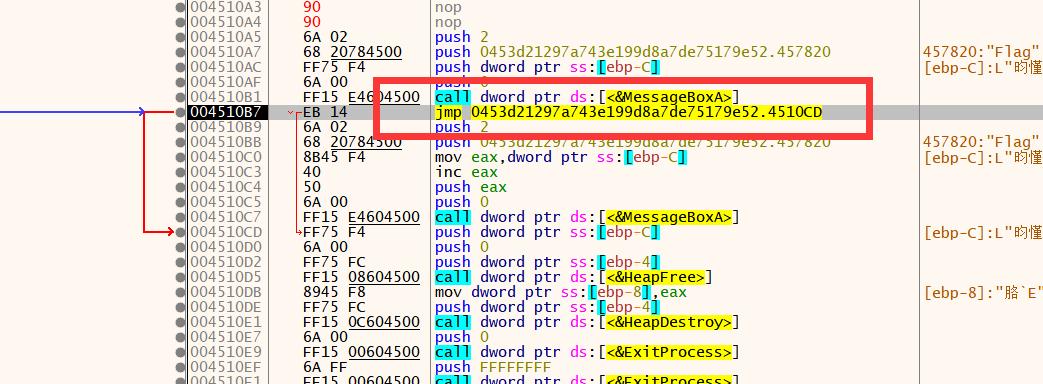 004510A3 90 nop
004510A4 90 nop
004510A5 6A 02 push 2
004510A7 68 20784500 push 0453d21297a743e199d8a7de75179e52.457820 457820:"Flag"
004510AC FF75 F4 push dword ptr ss:[ebp-C] [ebp-C]:L"昀懂
004510AF 6A 00 push 0
004510B1 FF15 E4604500 call dword ptr ds:[<&MessageBoxA>]
004510B7 EB 14 jmp 0453d21297a743e199d8a7de75179e52.4510CD
004510B9 6A 02 push 2
004510BB 68 20784500 push 0453d21297a743e199d8a7de75179e52.457820 457820:"Flag"
004510C0 8B45 F4 mov eax,dword ptr ss:[ebp-C] [ebp-C]:L"昀懂
004510C3 40 inc eax
004510C4 50 push eax
004510C5 6A 00 push 0
004510C7 FF15 E4604500 call dword ptr ds:[<&MessageBoxA>]
004510CD FF75 F4 push dword ptr ss:[ebp-C] [ebp-C]:L"昀懂
004510D0 6A 00 push 0
004510D2 FF75 FC push dword ptr ss:[ebp-4]
004510D5 FF15 08604500 call dword ptr ds:[<&HeapFree>]
004510DB 8945 F8 mov dword ptr ss:[ebp-8],eax [ebp-8]:"胳`E"
004510DE FF75 FC push dword ptr ss:[ebp-4]
004510E1 FF15 0C604500 call dword ptr ds:[<&HeapDestroy>]
004510E7 6A 00 push 0
004510E9 FF15 00604500 call dword ptr ds:[<&ExitProcess>]
004510EF 6A FF push FFFFFFFF
004510F1 FF15 00604500 call dword ptr ds:[<&ExitProcess>]